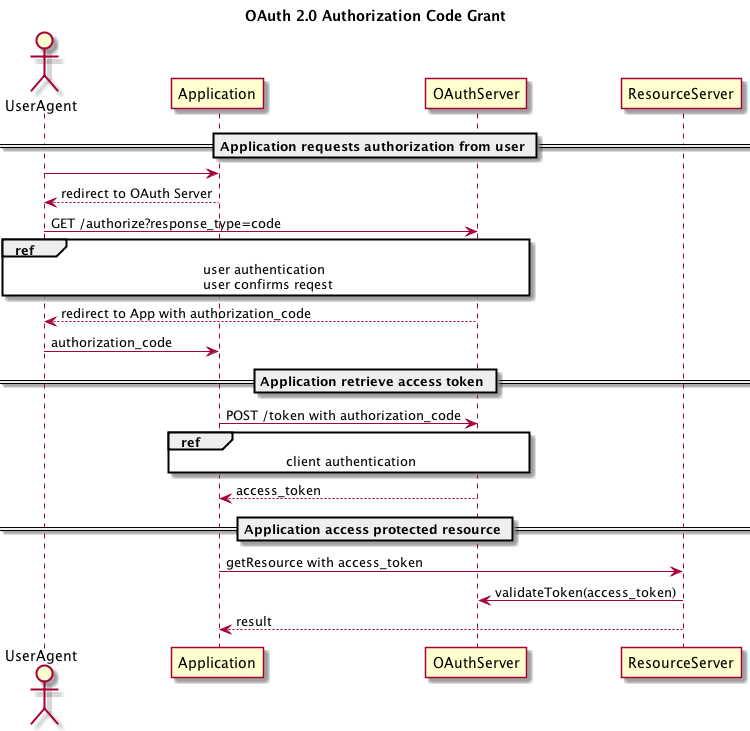 OAuth 2.0 Authorization Code Grant
UserAgent
Application
OAuthServer
ResourceServer
Application requests authorization from user
redirect to OAuth Server
GET /authorize?response_type=code
ref
user authentication
user confirms reqest
redirect to App with authorization_code
authorization_code
Application retrieve access token
POST /token with authorization_code
ref
client authentication
access_token
Application access protected resource
getResource with access_token
validateToken(access_token)
result
UserAgent
Application
OAuthServer
ResourceServer